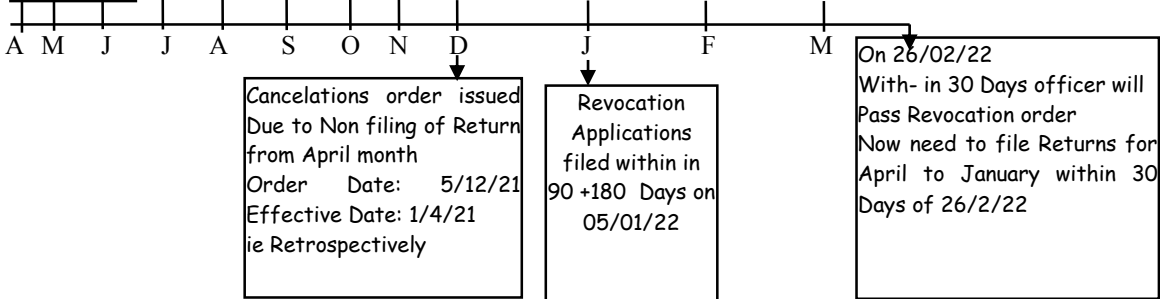 A M J J A S O N D J F M
Cancelations order issued
Due to Non filing of Return
from April month
Order Date: 5/12/21
Effective Date: 1/4/21
ie Retrospectively
Revocation
Applications
filed within in
90 +180 Days on
05/01/22
On 26/02/22
With- in 30 Days officer will
Pass Revocation order
Now need to file Returns for
April to January within 30
Days of 26/2/22